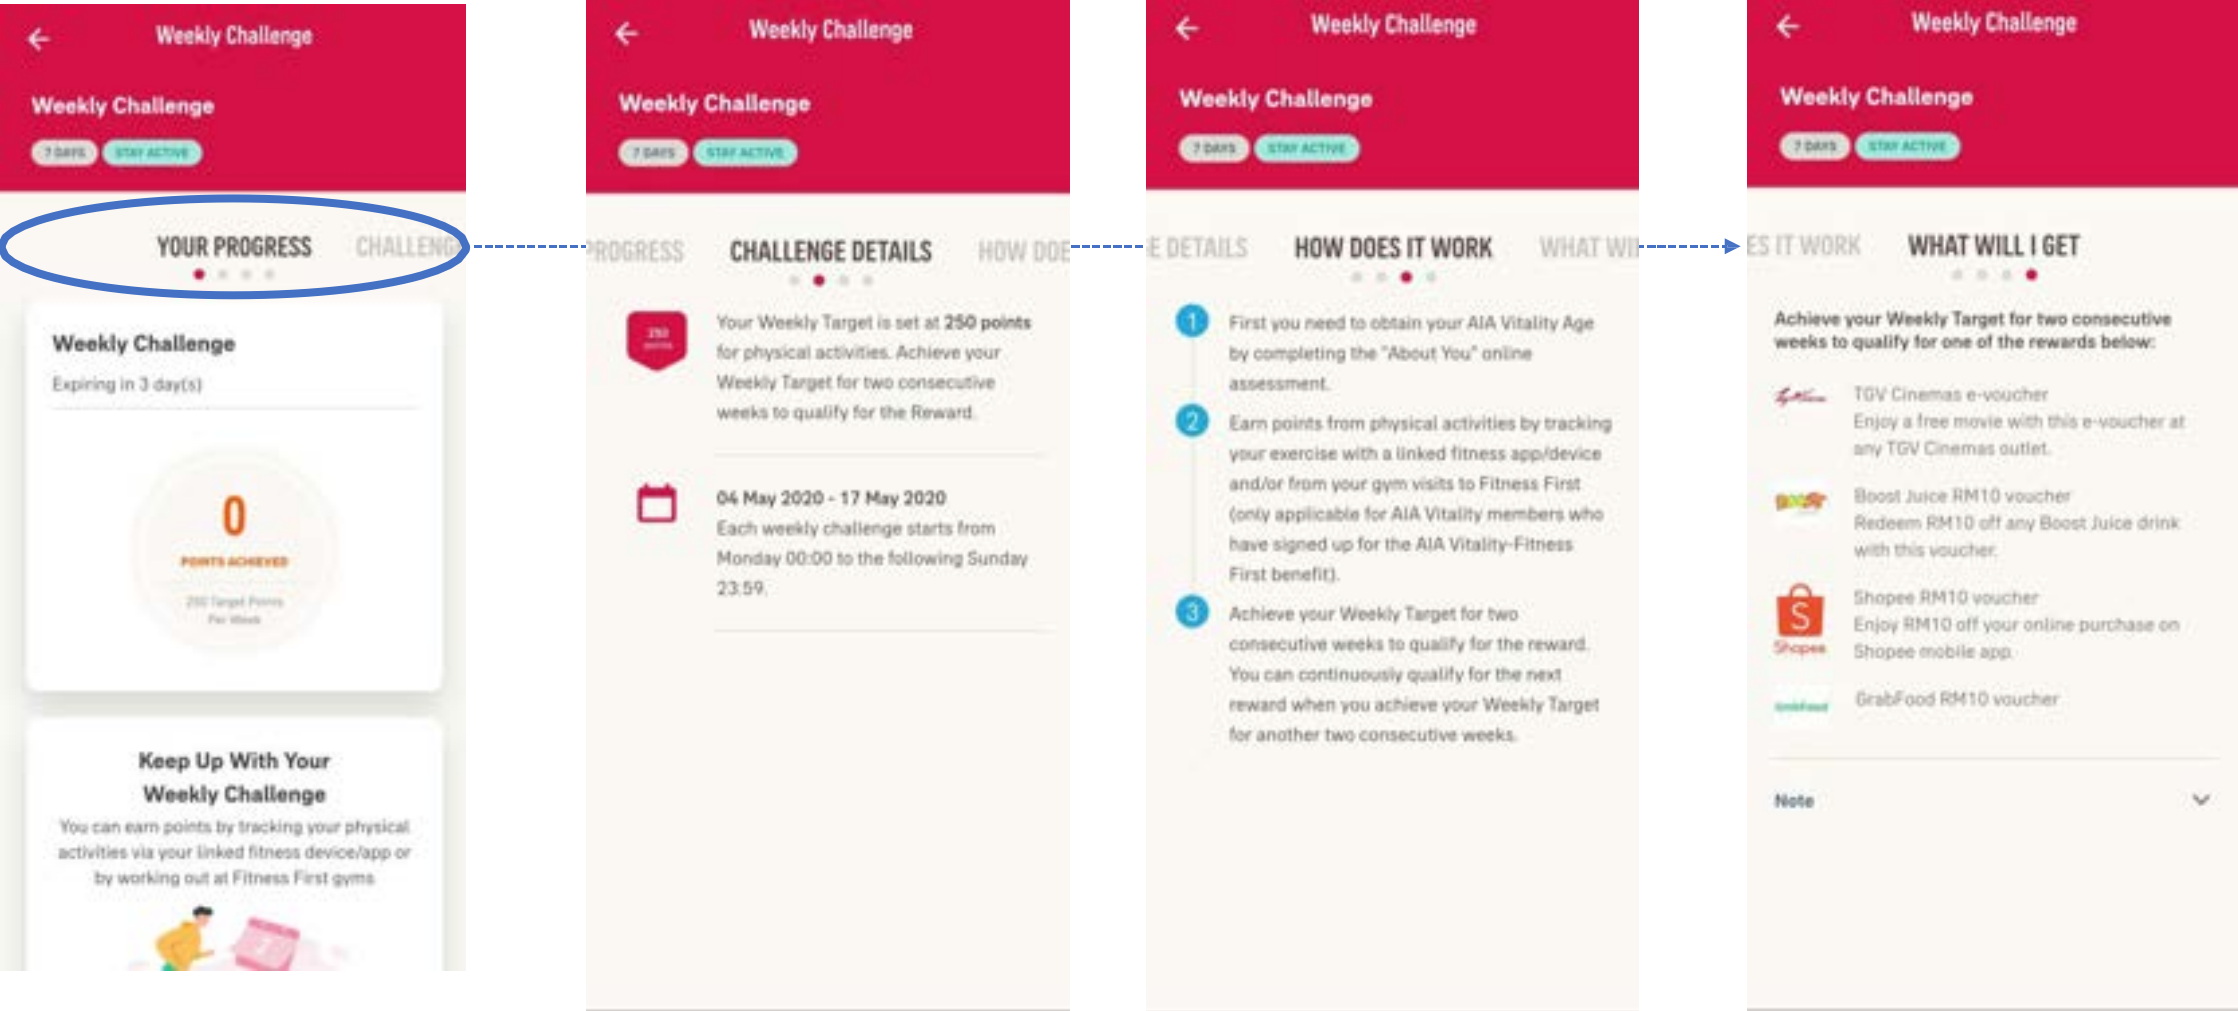 Weekly Challenge
Weekly Challenge
7 DAYS
STAY ACTIVE
YOUR PROGRESS
CHALLENGE
Weekly Challenge
Expiring in 3 day(s)
0
POINTS ACHIEVED
250 Target Points
Per Week
Keep Up With Your
Weekly Challenge
You can earn points by tracking your physical
activities via your linked fitness device/app or
by working out at Fitness First gyms
Weekly Challenge
Weekly Challenge
7 DAYS
STAY ACTIVE
PROGRESS
CHALLENGE DETAILS
HOW DOE
250
Your Weekly Target is set at 250 points
for physical activities. Achieve your
Weekly Target for two consecutive
weeks to qualify for the Reward.
04 May 2020 - 17 May 2020
Each weekly challenge starts from
Monday 00:00 to the following Sunday
23:59.
Weekly Challenge
Weekly Challenge
7 DAYS
STAY ACTIVE
E DETAILS
HOW DOES IT WORK
WHAT WIL
1
First you need to obtain your AIA Vitality Age
by completing the "About You" online
assessment.
2
Earn points from physical activities by tracking
your exercise with a linked fitness app/device
and/or from your gym visits to Fitness First
(only applicable for AIA Vitality members who
have signed up for the AIA Vitality-Fitness
First benefit).
3
Achieve your Weekly Target for two
consecutive weeks to qualify for the reward.
You can continuously qualify for the next
reward when you achieve your Weekly Target
for another two consecutive weeks.
Weekly Challenge
Weekly Challenge
7 DAYS
STAY ACTIVE
ES IT WORK
WHAT WILL I GET
Achieve your Weekly Target for two consecutive
weeks to qualify for one of the rewards below:
TGV Cinemas e-voucher
Enjoy a free movie with this e-voucher at
any TGV Cinemas outlet.
BOOST
Boost Juice RM10 voucher
Redeem RM10 off any Boost Juice drink
with this voucher.
S
Shopee
Shopee RM10 voucher
Enjoy RM10 off your online purchase on
Shopee mobile app
GrabFood
GrabFood RM10 voucher
Note